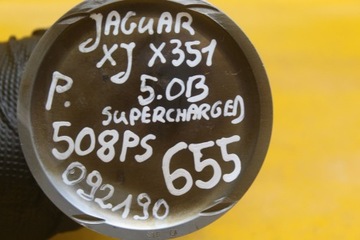 JAGUAR
XJ X351
P. 5.0B
SUPERCHARGED
508PS 655
092190